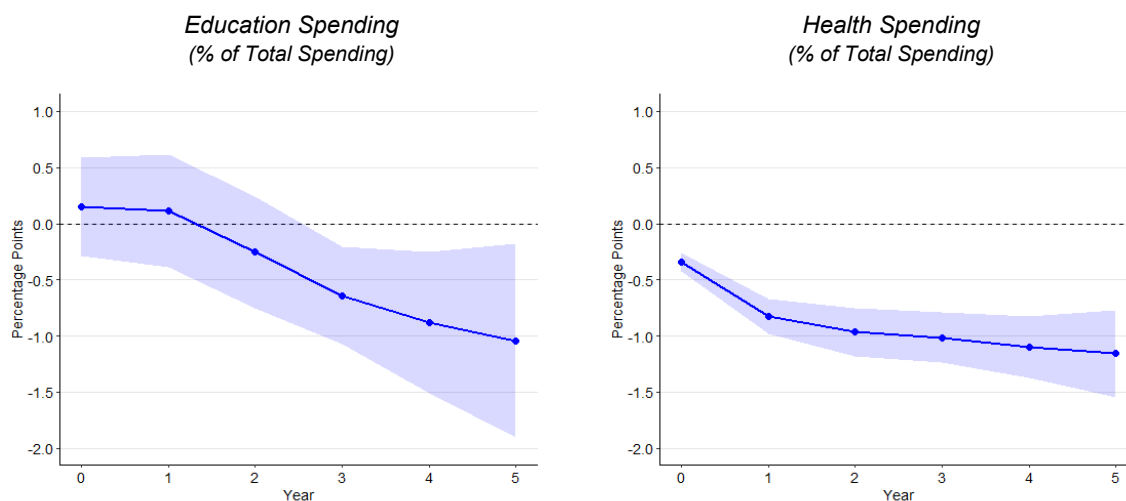 Education Spending
(% of Total Spending)
1.0
0.5
0.0
-0.5
-1.0
-1.5
-2.0
Percentage Points
0 1 2 3 4 5
Year
Health Spending
(% of Total Spending)
1.0
0.5
0.0
-0.5
-1.0
-1.5
-2.0
Percentage Points
0 1 2 3 4 5
Year